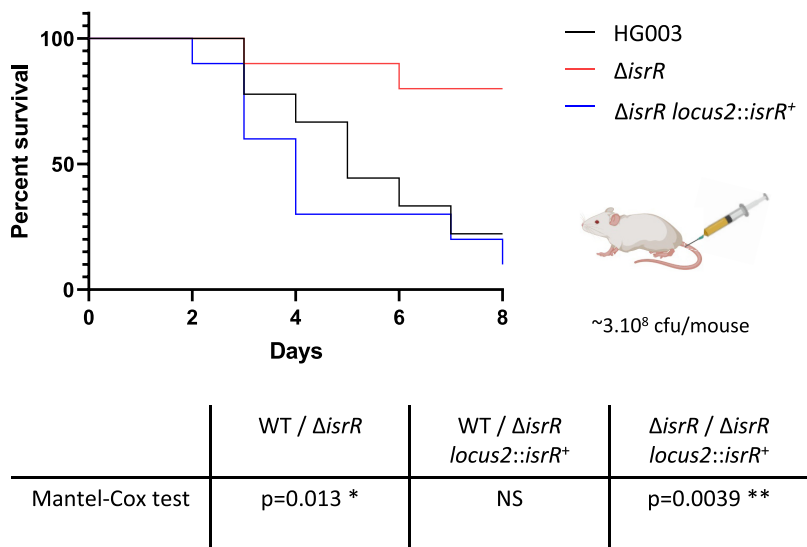 Percent survival
100
50
0
0 2 4 6 8
Days
HG003
ΔisrR
ΔisrR locus2::isrR⁺
~3.10⁸ cfu/mouse
WT / ΔisrR
WT / ΔisrR
locus2::isrR⁺
ΔisrR / ΔisrR
locus2::isrR⁺
Mantel-Cox test p=0.013 * NS p=0.0039 **